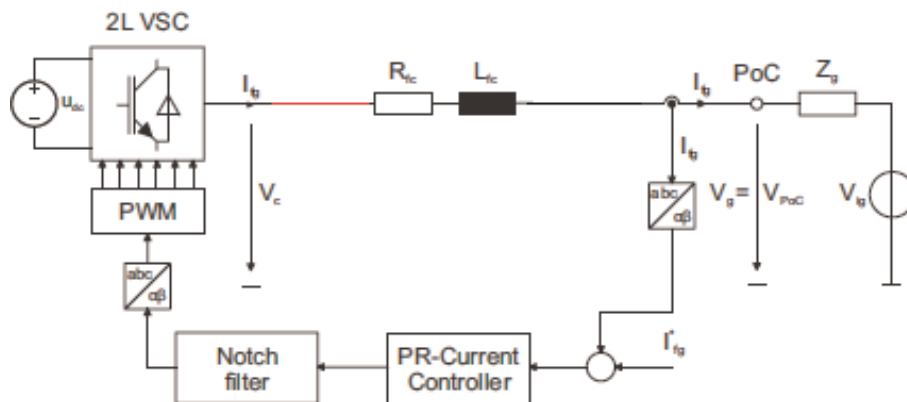 2L VSC
u_dc
I_fg
R_fc
L_fc
I_fg
PoC
Z_g
I_fg
abc
αβ
V_c
V_g=
V_PoC
V_fg
PWM
abc
αβ
Notch
filter
PR-Current
Controller
I*_fg